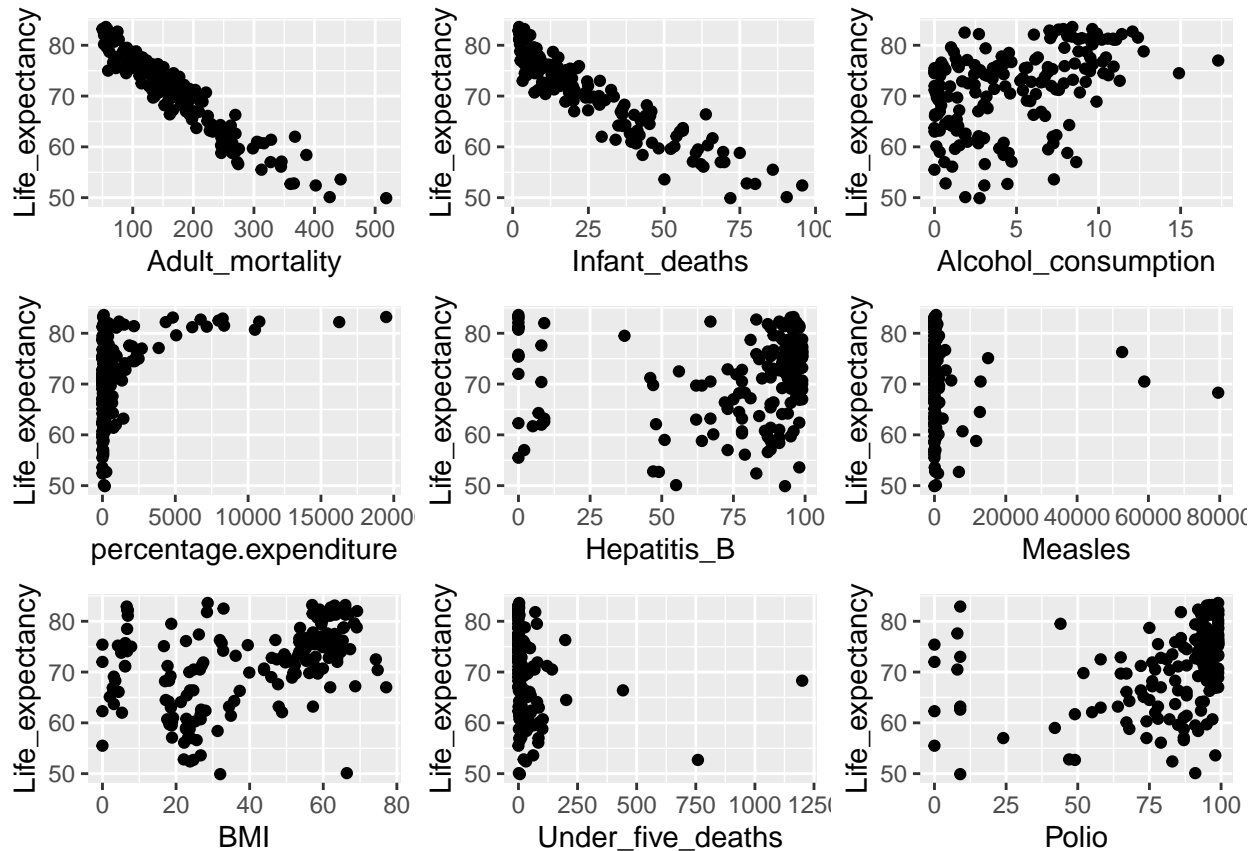 Life_expectancy
80
70
60
50
100 200 300 400 500
Adult_mortality
Life_expectancy
80
70
60
50
0 25 50 75 100
Infant_deaths
Life_expectancy
80
70
60
50
0 5 10 15
Alcohol_consumption
Life_expectancy
80
70
60
50
0 5000 10000 15000 2000
percentage.expenditure
Life_expectancy
80
70
60
50
0 25 50 75 100
Hepatitis_B
Life_expectancy
80
70
60
50
0 20000 40000 60000 80000
Measles
Life_expectancy
80
70
60
50
0 20 40 60 80
BMI
Life_expectancy
80
70
60
50
0 250 500 750 1000 1250
Under_five_deaths
Life_expectancy
80
70
60
50
0 25 50 75 100
Polio